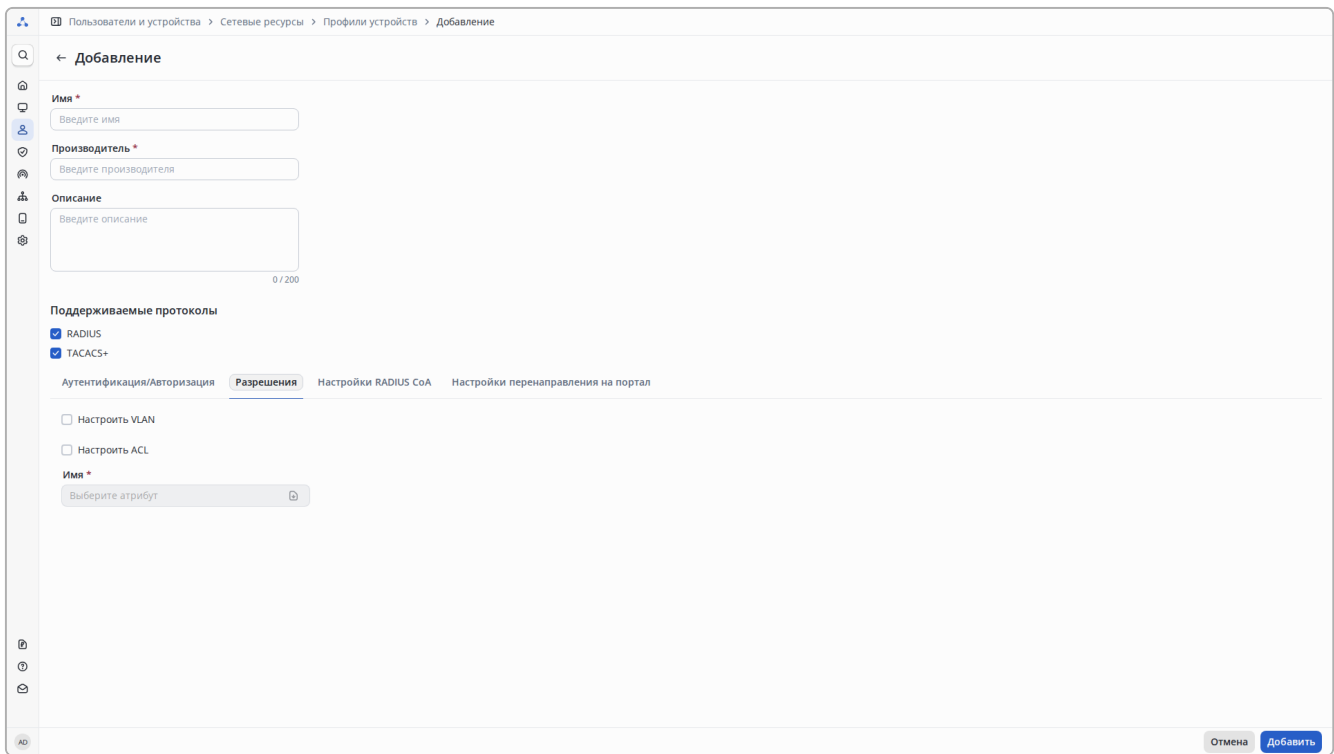 Пользователи и устройства > Сетевые ресурсы > Профили устройств > Добавление
← Добавление
Имя *
Введите имя
Производитель *
Введите производителя
Описание
Введите описание
0 / 200
Поддерживаемые протоколы
RADIUS
TACACS+
Аутентификация/Авторизация Разрешения Настройки RADIUS CoA Настройки перенаправления на портал
Настроить VLAN
Настроить ACL
Имя *
Выберите атрибут
AD
Отмена Добавить